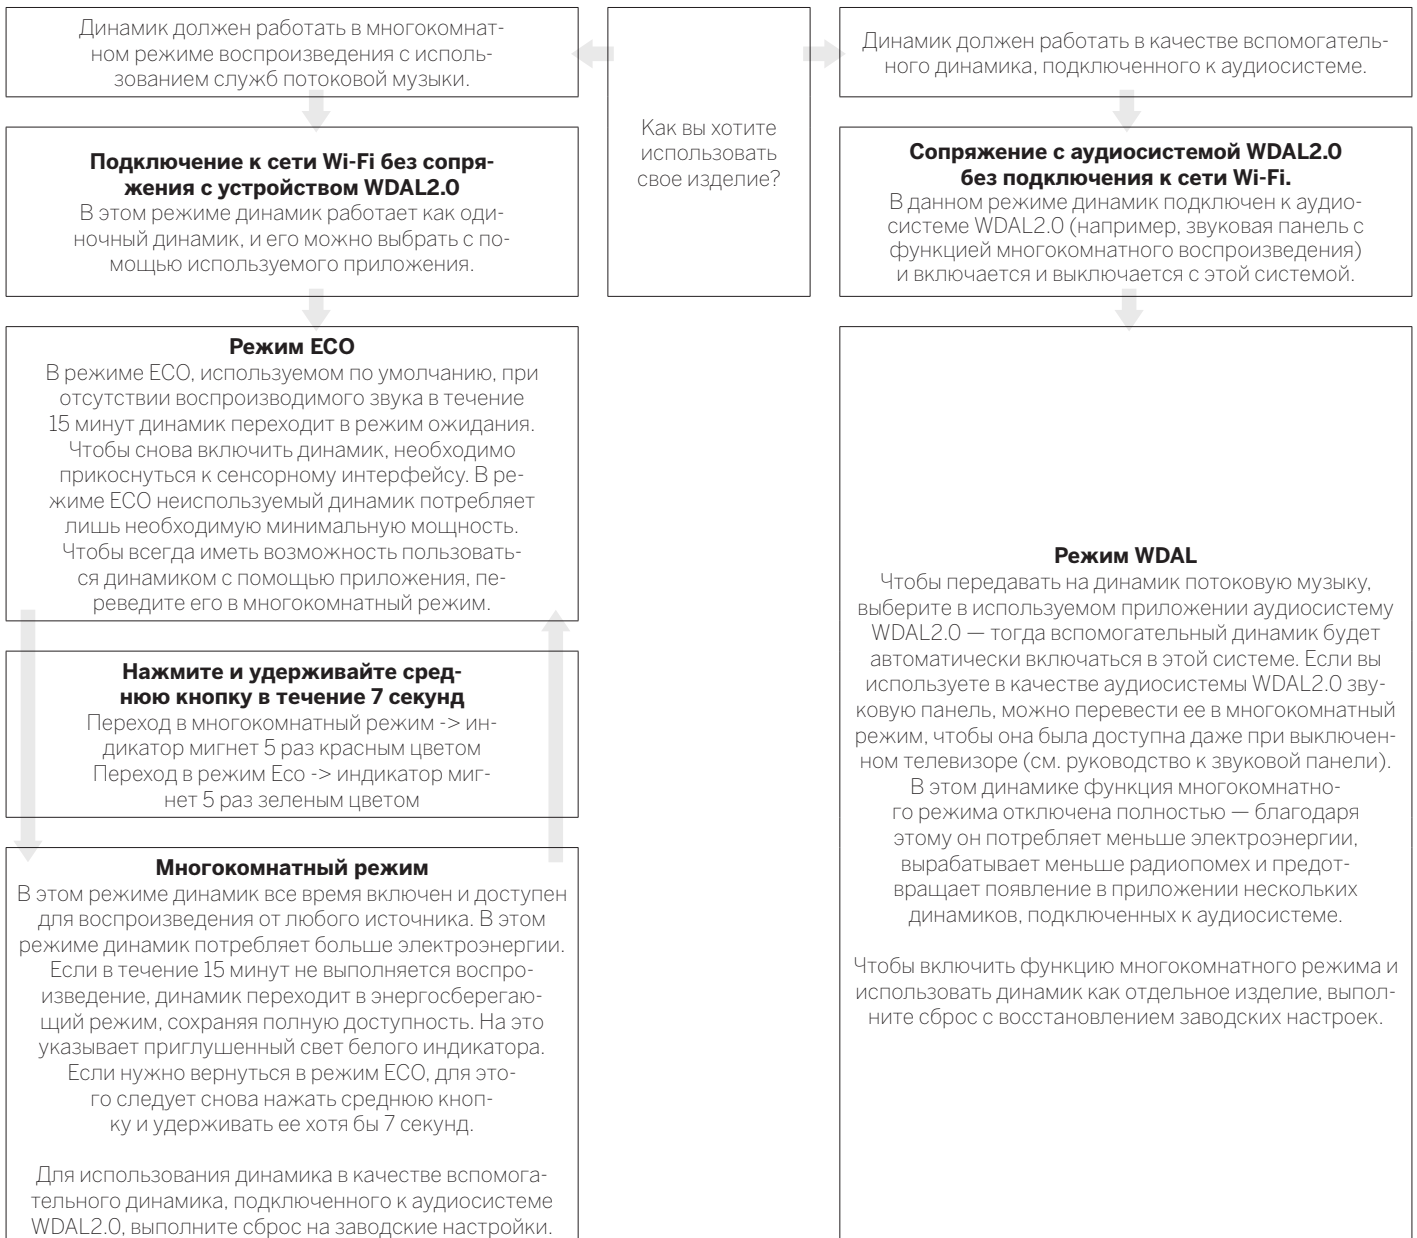 Динамик должен работать в многокомнат-
ном режиме воспроизведения с исполь-
зованием служб потоковой музыки.
Подключение к сети Wi-Fi без сопря-
жения с устройством WDAL2.0
В этом режиме динамик работает как оди-
ночный динамик, и его можно выбрать с по-
мощью используемого приложения.
Режим ECO
В режиме ECO, используемом по умолчанию, при
отсутствии воспроизводимого звука в течение
15 минут динамик переходит в режим ожидания.
Чтобы снова включить динамик, необходимо
прикоснуться к сенсорному интерфейсу. В ре-
жиме ECO неиспользуемый динамик потребляет
лишь необходимую минимальную мощность.
Чтобы всегда иметь возможность пользовать-
ся динамиком с помощью приложения, пе-
реведите его в многокомнатный режим.
Нажмите и удерживайте сред-
нюю кнопку в течение 7 секунд
Переход в многокомнатный режим -> ин-
дикатор мигнет 5 раз красным цветом
Переход в режим Eco -> индикатор миг-
нет 5 раз зеленым цветом
Многокомнатный режим
В этом режиме динамик все время включен и доступен
для воспроизведения от любого источника. В этом
режиме динамик потребляет больше электроэнергии.
Если в течение 15 минут не выполняется воспро-
изведение, динамик переходит в энергосберегаю-
щий режим, сохраняя полную доступность. На это
указывает приглушенный свет белого индикатора.
Если нужно вернуться в режим ECO, для это-
го следует снова нажать среднюю кноп-
ку и удерживать ее хотя бы 7 секунд.
Для использования динамика в качестве вспомога-
тельного динамика, подключенного к аудиосистеме
WDAL2.0, выполните сброс на заводские настройки.
Как вы хотите
использовать
свое изделие?
Динамик должен работать в качестве вспомогатель-
ного динамика, подключенного к аудиосистеме.
Сопряжение с аудиосистемой WDAL2.0
без подключения к сети Wi-Fi.
В данном режиме динамик подключен к аудио-
системе WDAL2.0 (например, звуковая панель с
функцией многокомнатного воспроизведения)
и включается и выключается с этой системой.
Режим WDAL
Чтобы передавать на динамик потоковую музыку,
выберите в используемом приложении аудиосистему
WDAL2.0 — тогда вспомогательный динамик будет
автоматически включаться в этой системе. Если вы
используете в качестве аудиосистемы WDAL2.0 зву-
ковую панель, можно перевести ее в многокомнатный
режим, чтобы она была доступна даже при выключен-
ном телевизоре (см. руководство к звуковой панели).
В этом динамике функция многокомнатно-
го режима отключена полностью — благодаря
этому он потребляет меньше электроэнергии,
вырабатывает меньше радиопомех и предот-
вращает появление в приложении нескольких
динамиков, подключенных к аудиосистеме.
Чтобы включить функцию многокомнатного режима и
использовать динамик как отдельное изделие, выпол-
ните сброс с восстановлением заводских настроек.